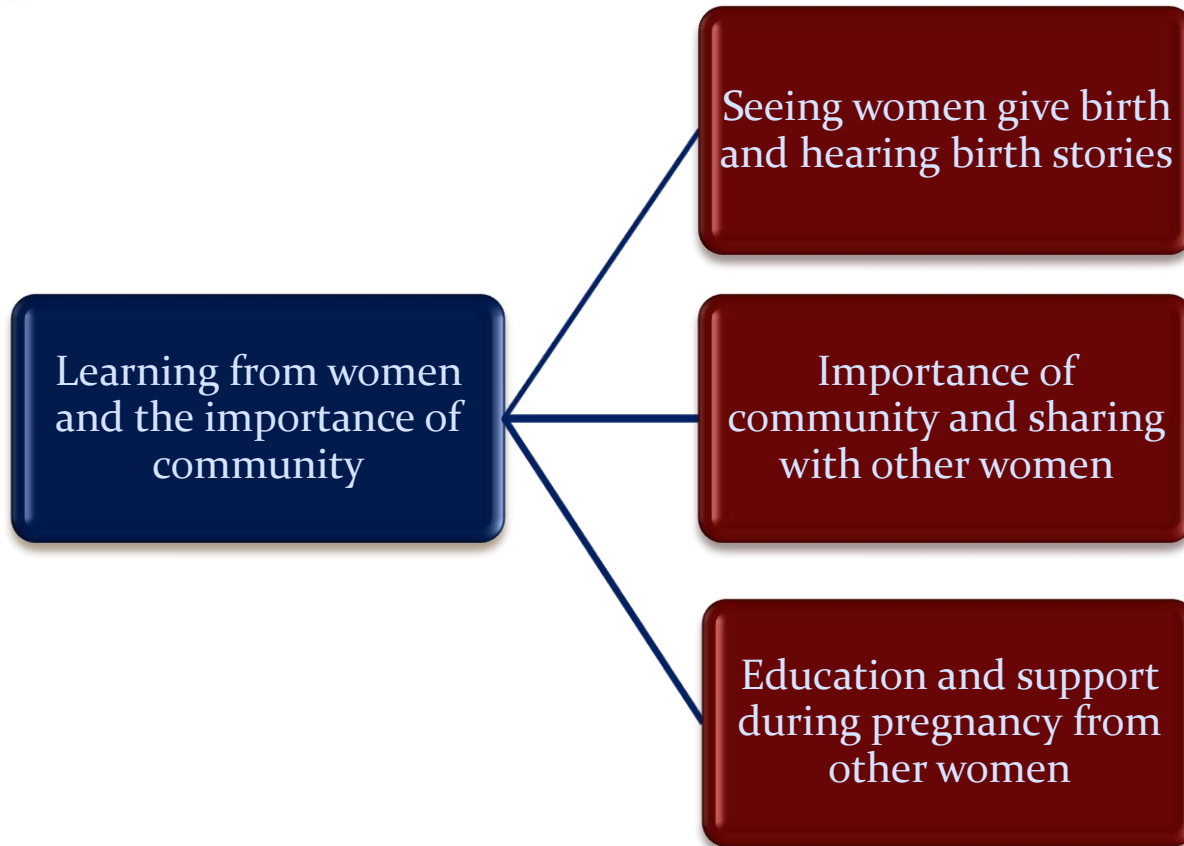 Seeing women give birth
and hearing birth stories
Learning from women
and the importance of
community
Importance of
community and sharing
with other women
Education and support
during pregnancy from
other women